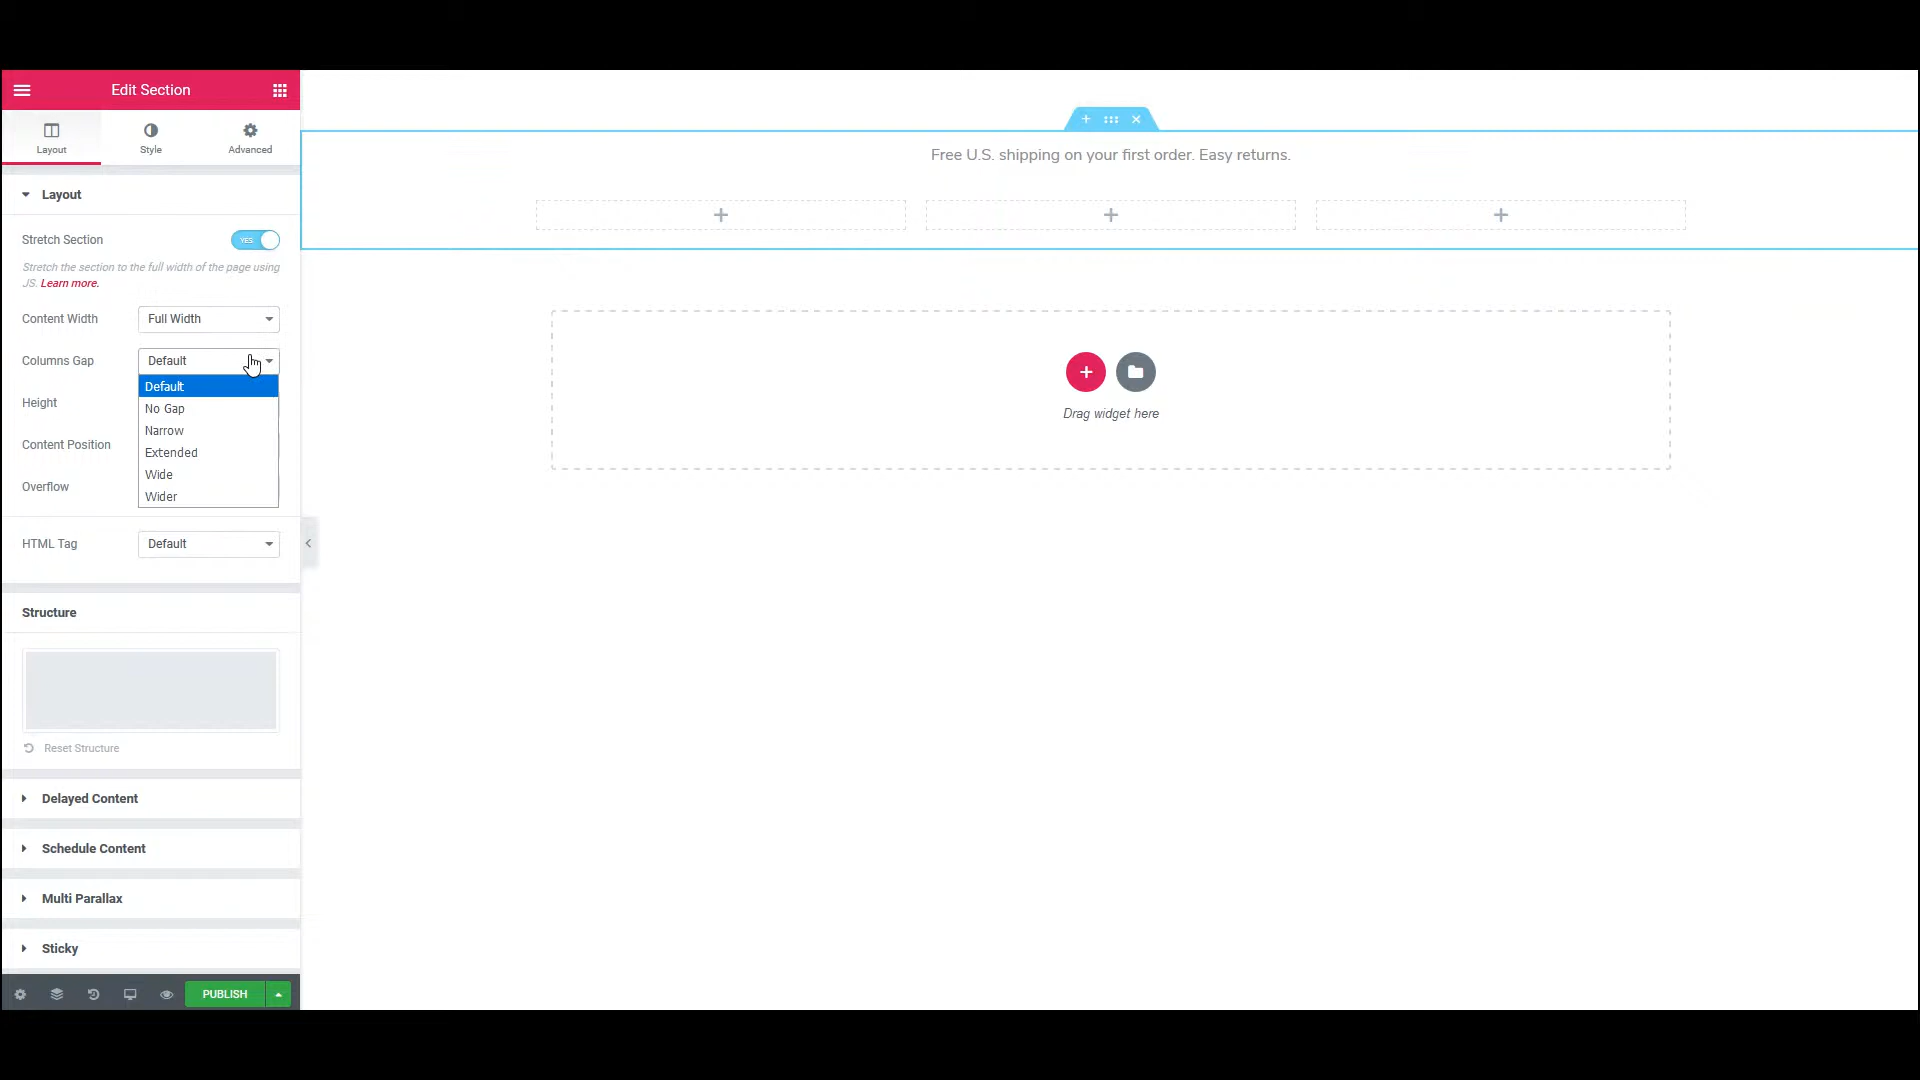 Edit Section
Layout
Style
Advanced
Layout
Stretch Section
YES
Stretch the section to the full width of the page using
JS. Learn more.
Content Width
Full Width
Columns Gap
Default
Default
No Gap
Narrow
Extended
Wide
Wider
Height
Content Position
Overflow
HTML Tag
Default
Structure
Reset Structure
Delayed Content
Schedule Content
Multi Parallax
Sticky
PUBLISH
Free U.S. shipping on your first order. Easy returns.
Drag widget here